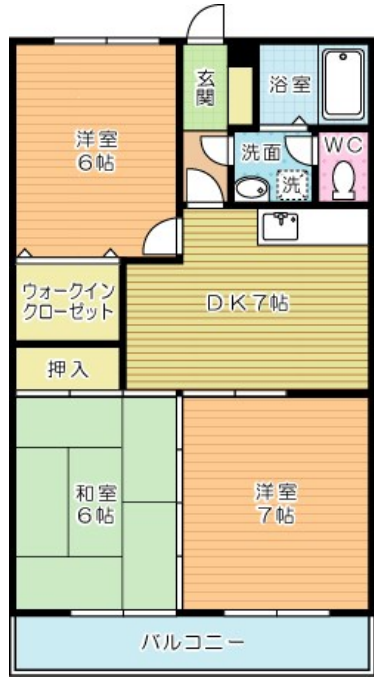 玄
関
浴室
洋室
6帖
洗面
WC
洗
ウォークイン
クローゼット
DK7帖
押入
和室
6帖
洋室
7帖
バルコニー